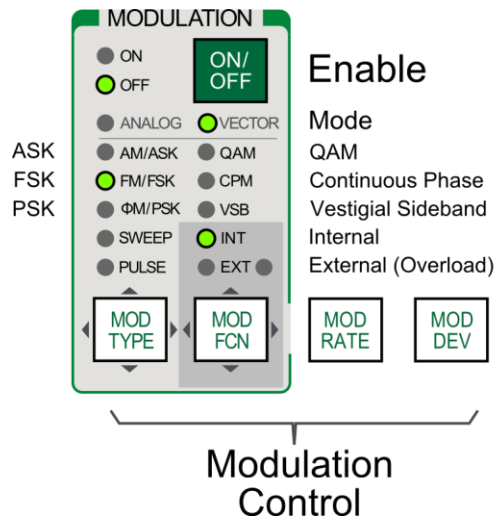 MODULATION
ON
OFF
ON/
OFF
Enable
ANALOG VECTOR Mode
ASK AM/ASK QAM QAM
FSK FM/FSK CPM Continuous Phase
PSK ΦM/PSK VSB Vestigial Sideband
SWEEP INT Internal
PULSE EXT External (Overload)
MOD
TYPE
MOD
FCN
MOD
RATE
MOD
DEV
Modulation
Control